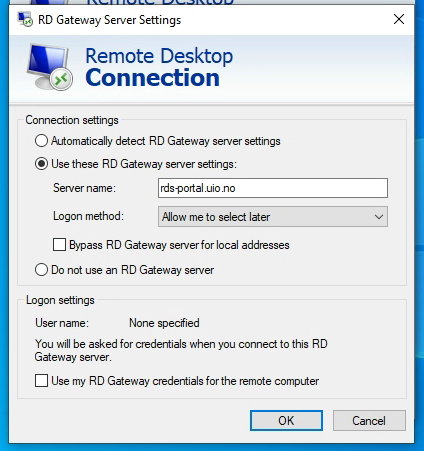 RD Gateway Server Settings
Remote Desktop
Connection
Connection settings
Automatically detect RD Gateway server settings
Use these RD Gateway server settings:
Server name: rds-portal.uio.no
Logon method: Allow me to select later
Bypass RD Gateway server for local addresses
Do not use an RD Gateway server
Logon settings
User name: None specified
You will be asked for credentials when you connect to this RD
Gateway server.
Use my RD Gateway credentials for the remote computer
OK Cancel